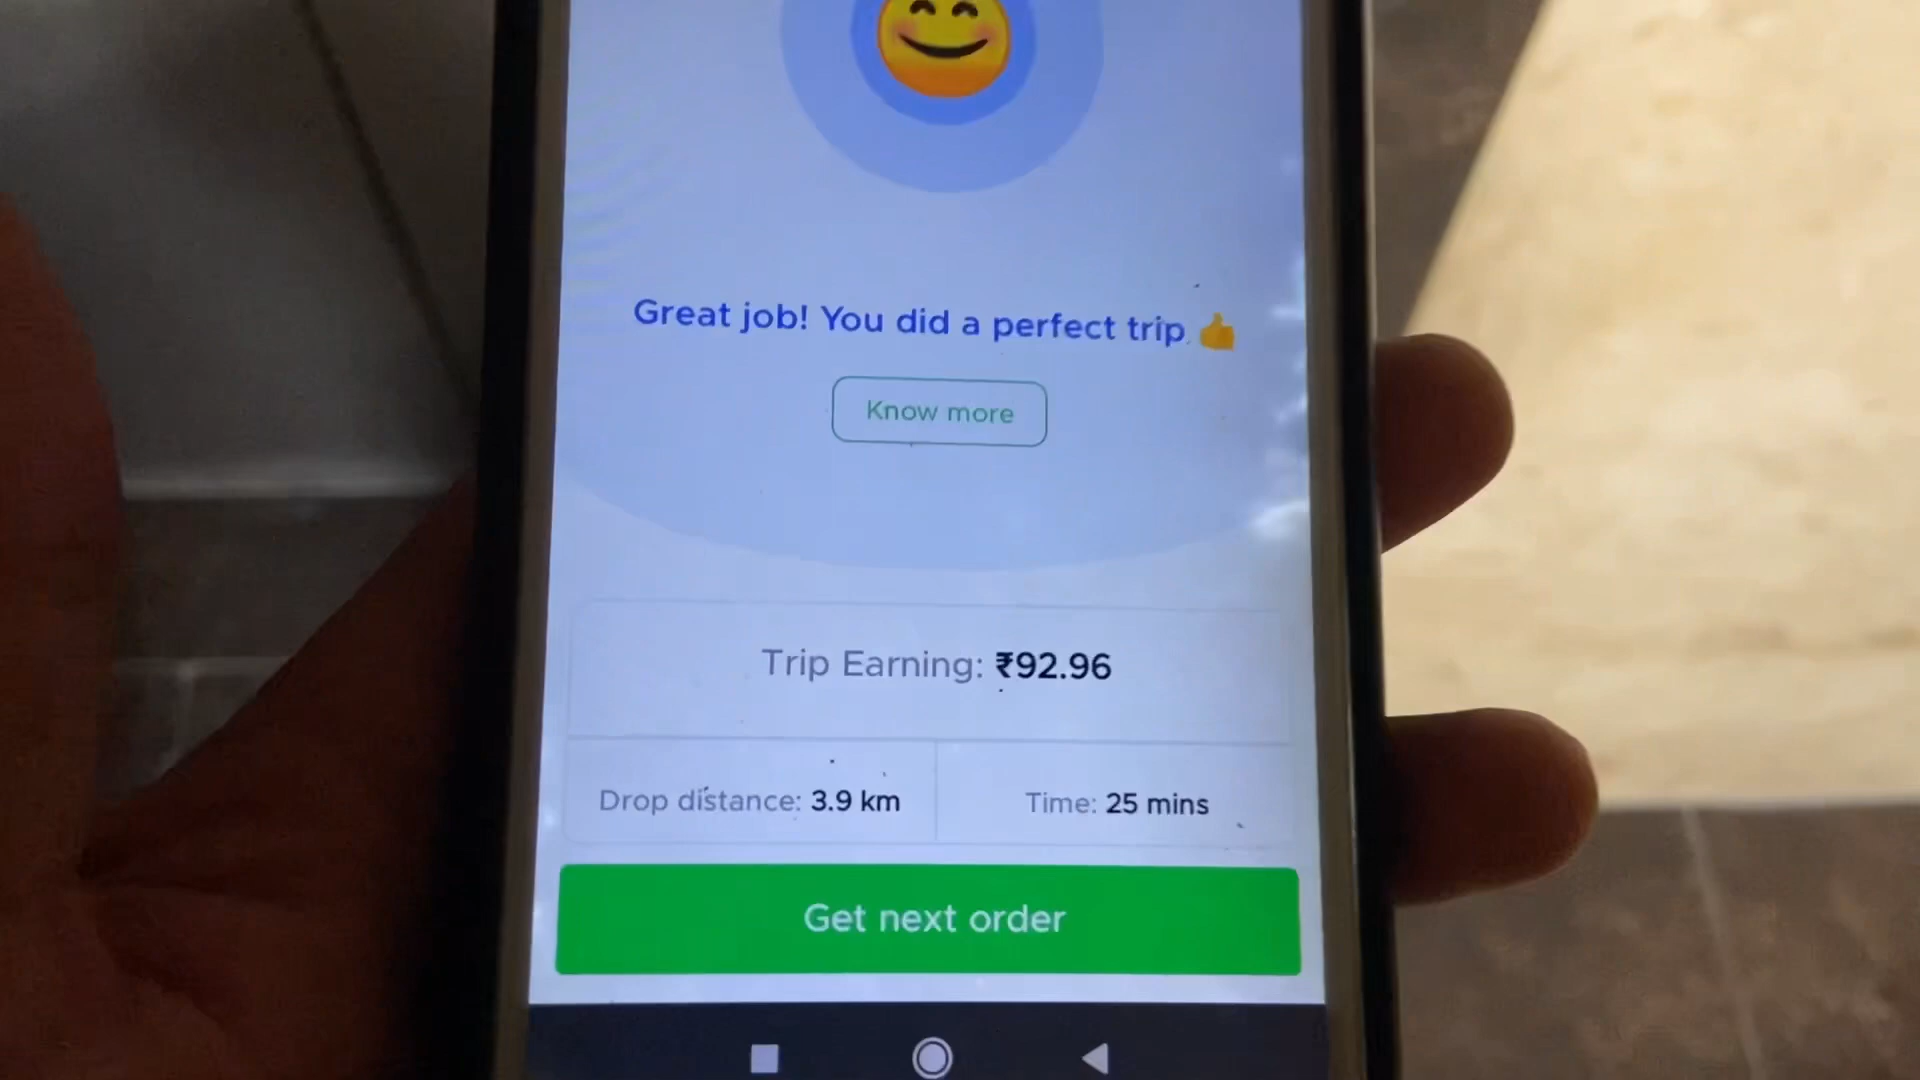 Great job! You did a perfect trip 👍
Know more
Trip Earning: ₹92.96
Drop distance: 3.9 km
Time: 25 mins
Get next order